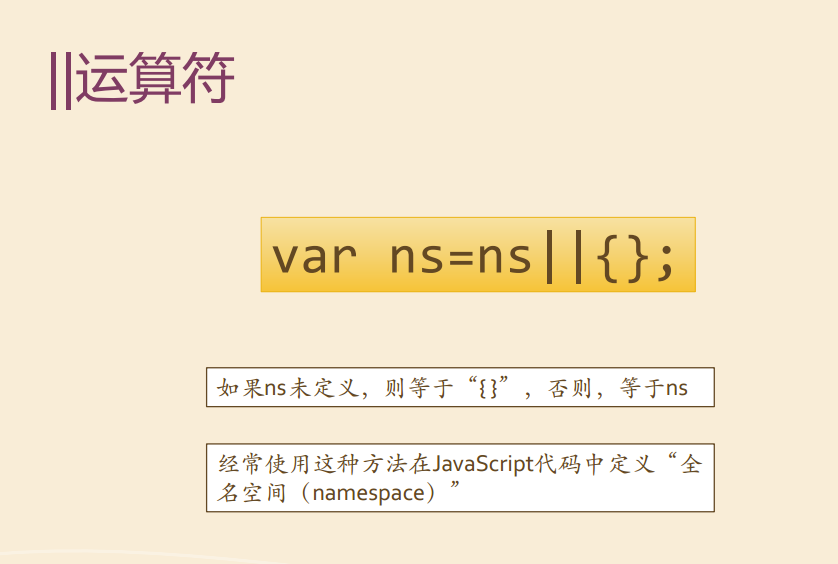 ||运算符
var ns=ns||{};
如果ns未定义，则等于“{}”，否则，等于ns
经常使用这种方法在JavaScript代码中定义“全
名空间（namespace）”